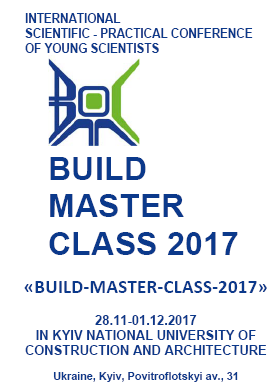 INTERNATIONAL
SCIENTIFIC - PRACTICAL CONFERENCE
OF YOUNG SCIENTISTS
BUILD
MASTER
CLASS 2017
«BUILD-MASTER-CLASS-2017»
28.11-01.12.2017
IN KYIV NATIONAL UNIVERSITY OF
CONSTRUCTION AND ARCHITECTURE
Ukraine, Kyiv, Povitroflotskyi av., 31